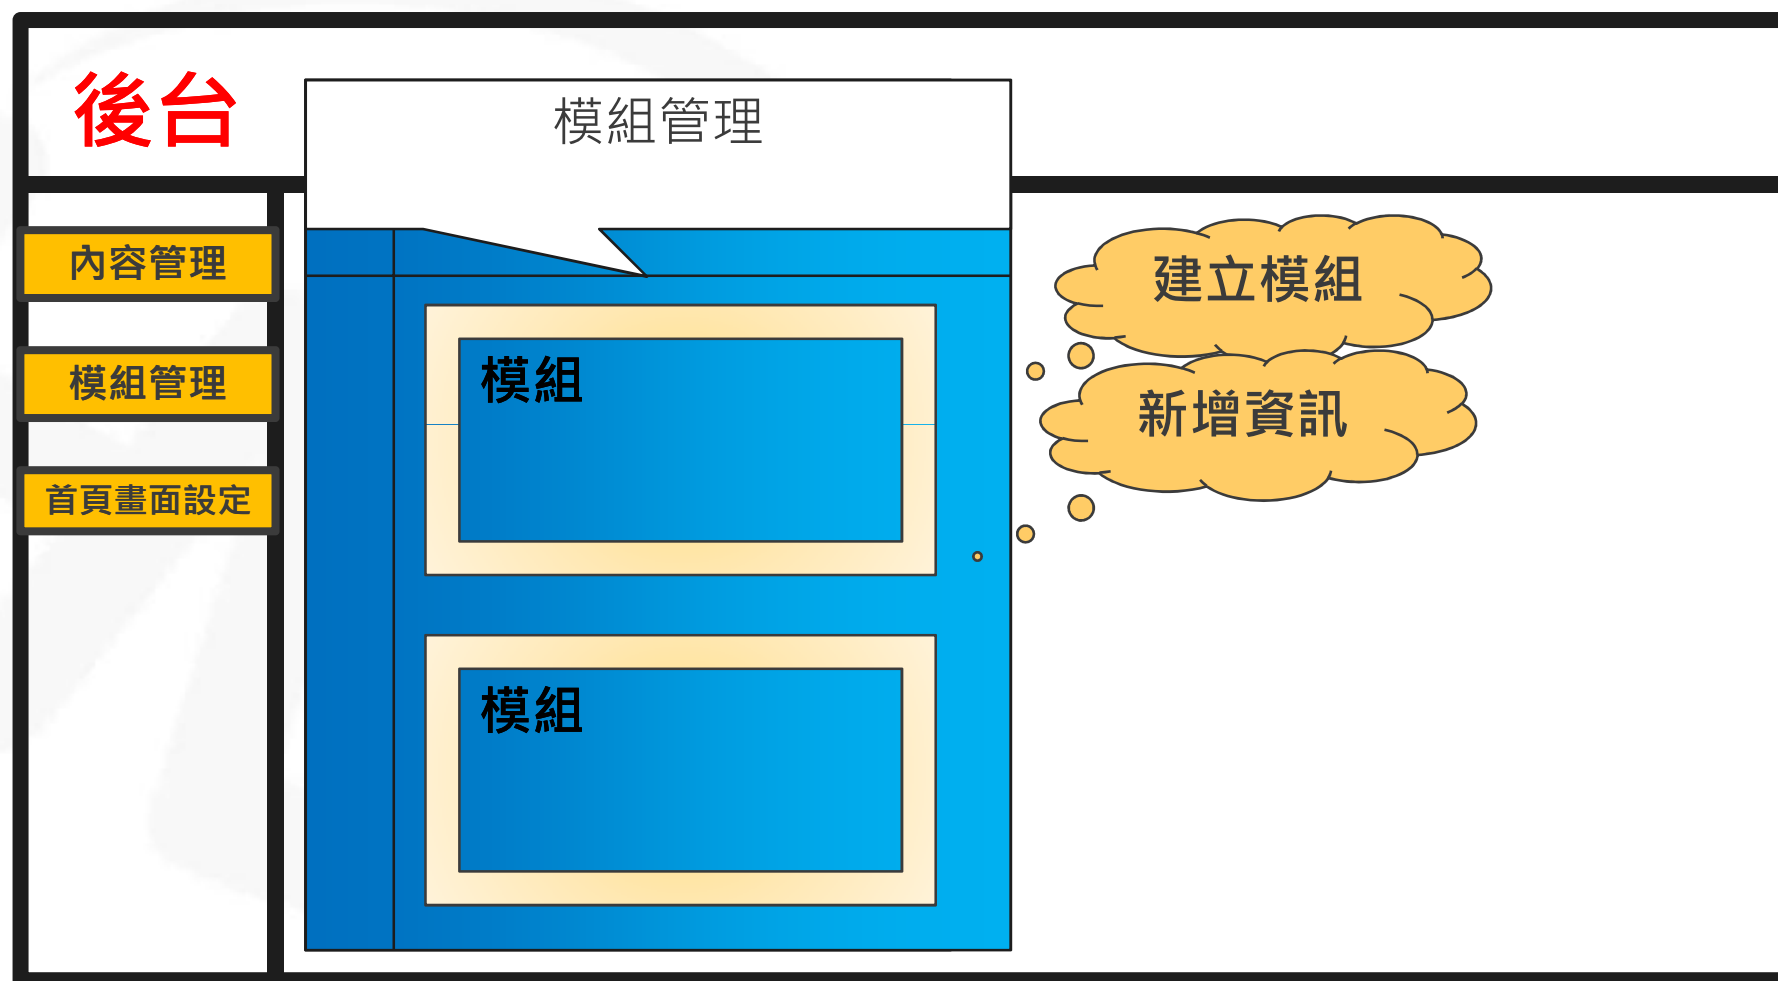 後台
模組管理
內容管理
模組管理
首頁畫面設定
模組
模組
建立模組
新增資訊